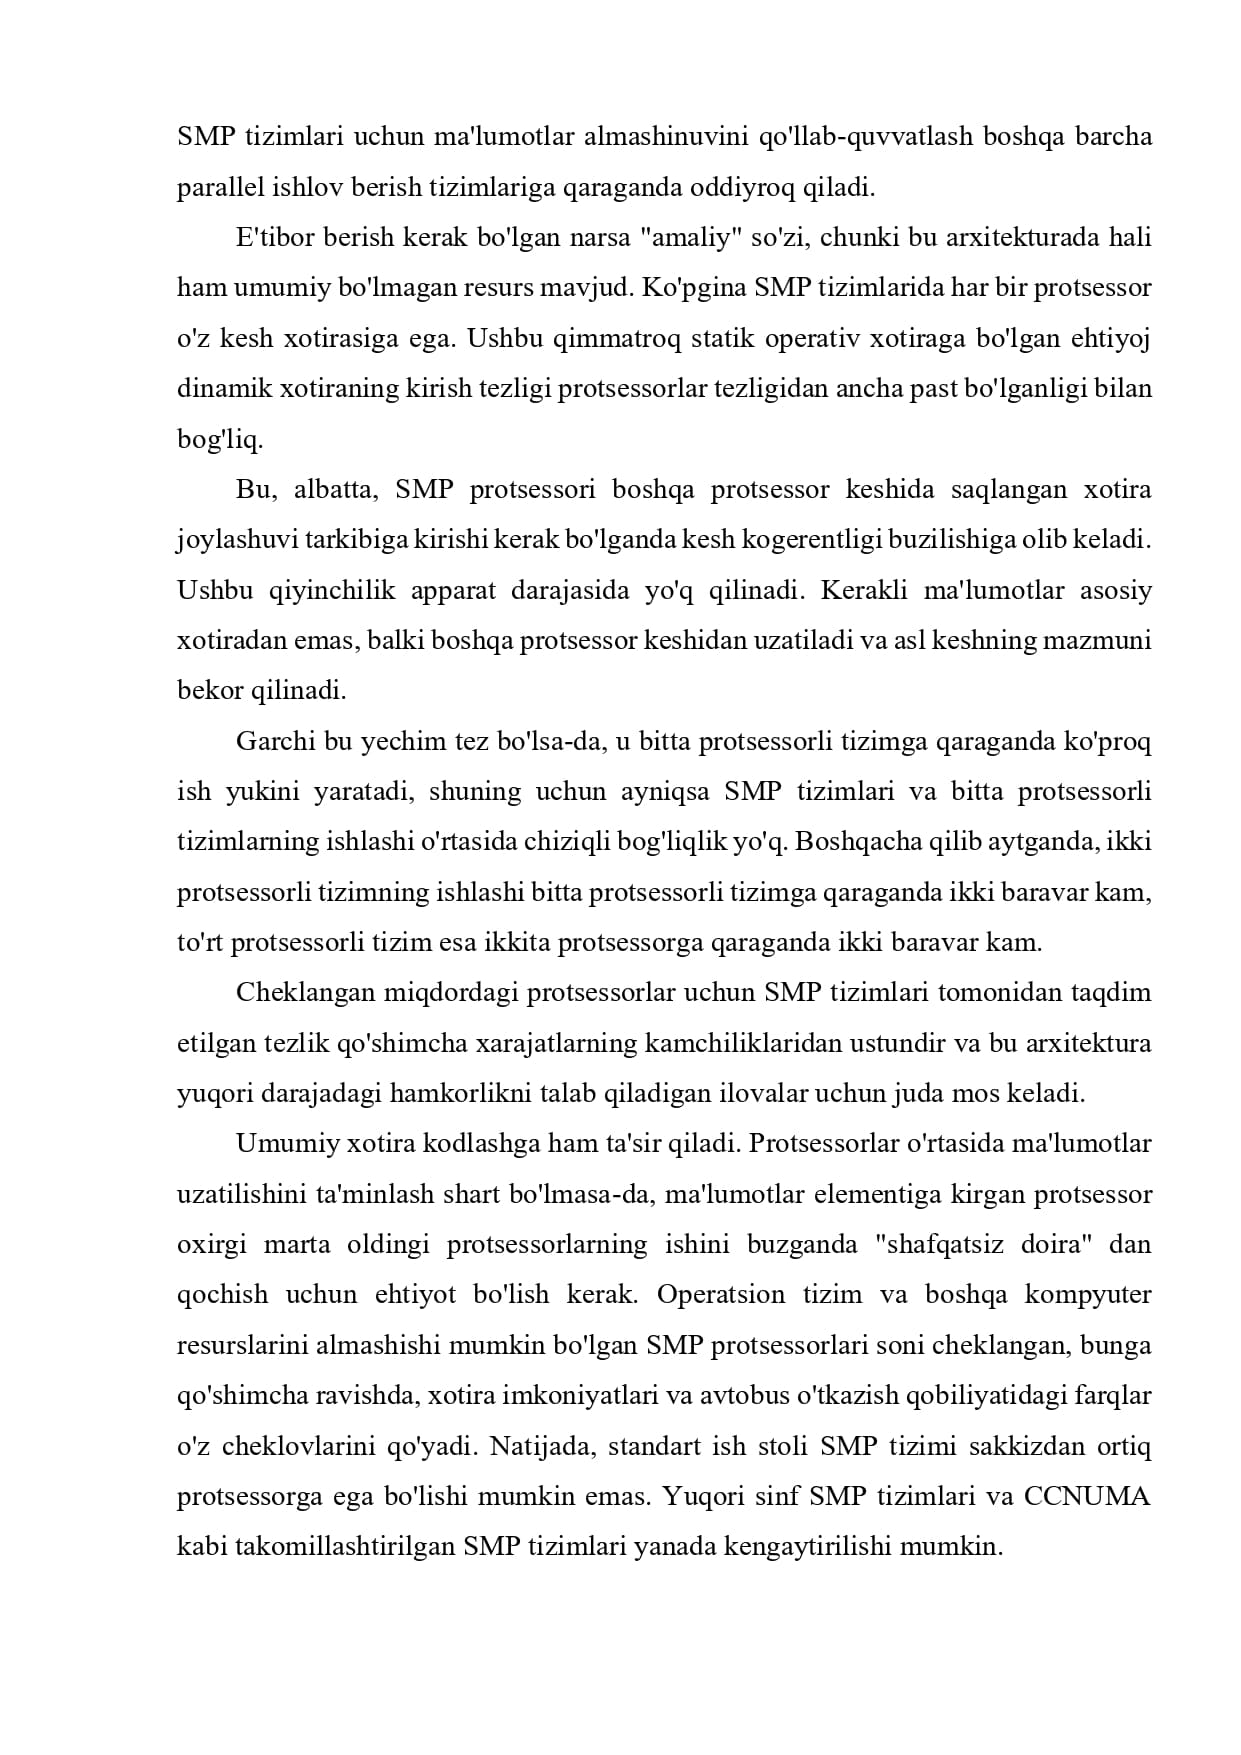 SMP tizimlari uchun ma'lumotlar almashinuvini qo'llab-quvvatlash boshqa barcha
parallel ishlov berish tizimlariga qaraganda oddiyroq qiladi.
E'tibor berish kerak bo'lgan narsa "amaliy" so'zi, chunki bu arxitekturada hali
ham umumiy bo'lmagan resurs mavjud. Ko'pgina SMP tizimlarida har bir protsessor
o'z kesh xotirasiga ega. Ushbu qimmatroq statik operativ xotiraga bo'lgan ehtiyoj
dinamik xotiraning kirish tezligi protsessorlar tezligidan ancha past bo'lganligi bilan
bog'liq.
Bu, albatta, SMP protsessori boshqa protsessor keshida saqlangan xotira
joylashuvi tarkibiga kirishi kerak bo'lganda kesh kogerentligi buzilishiga olib keladi.
Ushbu qiyinchilik apparat darajasida yo'q qilinadi. Kerakli ma'lumotlar asosiy
xotiradan emas, balki boshqa protsessor keshidan uzatiladi va asl keshning mazmuni
bekor qilinadi.
Garchi bu yechim tez bo'lsa-da, u bitta protsessorli tizimga qaraganda ko'proq
ish yukini yaratadi, shuning uchun ayniqsa SMP tizimlari va bitta protsessorli
tizimlarning ishlashi o'rtasida chiziqli bog'liqlik yo'q. Boshqacha qilib aytganda, ikki
protsessorli tizimning ishlashi bitta protsessorli tizimga qaraganda ikki baravar kam,
to'rt protsessorli tizim esa ikkita protsessorga qaraganda ikki baravar kam.
Cheklangan miqdordagi protsessorlar uchun SMP tizimlari tomonidan taqdim
etilgan tezlik qo'shimcha xarajatlarning kamchiliklaridan ustundir va bu arxitektura
yuqori darajadagi hamkorlikni talab qiladigan ilovalar uchun juda mos keladi.
Umumiy xotira kodlashga ham ta'sir qiladi. Protsessorlar o'rtasida ma'lumotlar
uzatilishini ta'minlash shart bo'lmasa-da, ma'lumotlar elementiga kirgan protsessor
oxirgi marta oldingi protsessorlarning ishini buzganda "shafqatsiz doira" dan
qochish uchun ehtiyot bo'lish kerak. Operatsion tizim va boshqa kompyuter
resurslarini almashishi mumkin bo'lgan SMP protsessorlari soni cheklangan, bunga
qo'shimcha ravishda, xotira imkoniyatlari va avtobus o'tkazish qobiliyatidagi farqlar
o'z cheklovlarini qo'yadi. Natijada, standart ish stoli SMP tizimi sakkizdan ortiq
protsessorga ega bo'lishi mumkin emas. Yuqori sinf SMP tizimlari va CCNUMA
kabi takomillashtirilgan SMP tizimlari yanada kengaytirilishi mumkin.